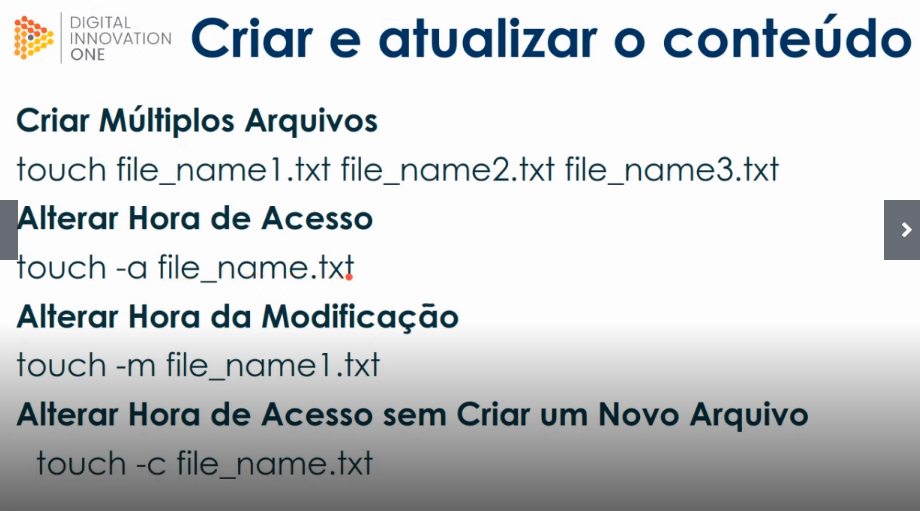 DIGITAL
INNOVATION
ONE
Criar e atualizar o conteúdo
Criar Múltiplos Arquivos
touch file_name1.txt file_name2.txt file_name3.txt
Alterar Hora de Acesso
touch -a file_name.txt
Alterar Hora da Modificação
touch -m file_name1.txt
Alterar Hora de Acesso sem Criar um Novo Arquivo
touch -c file_name.txt